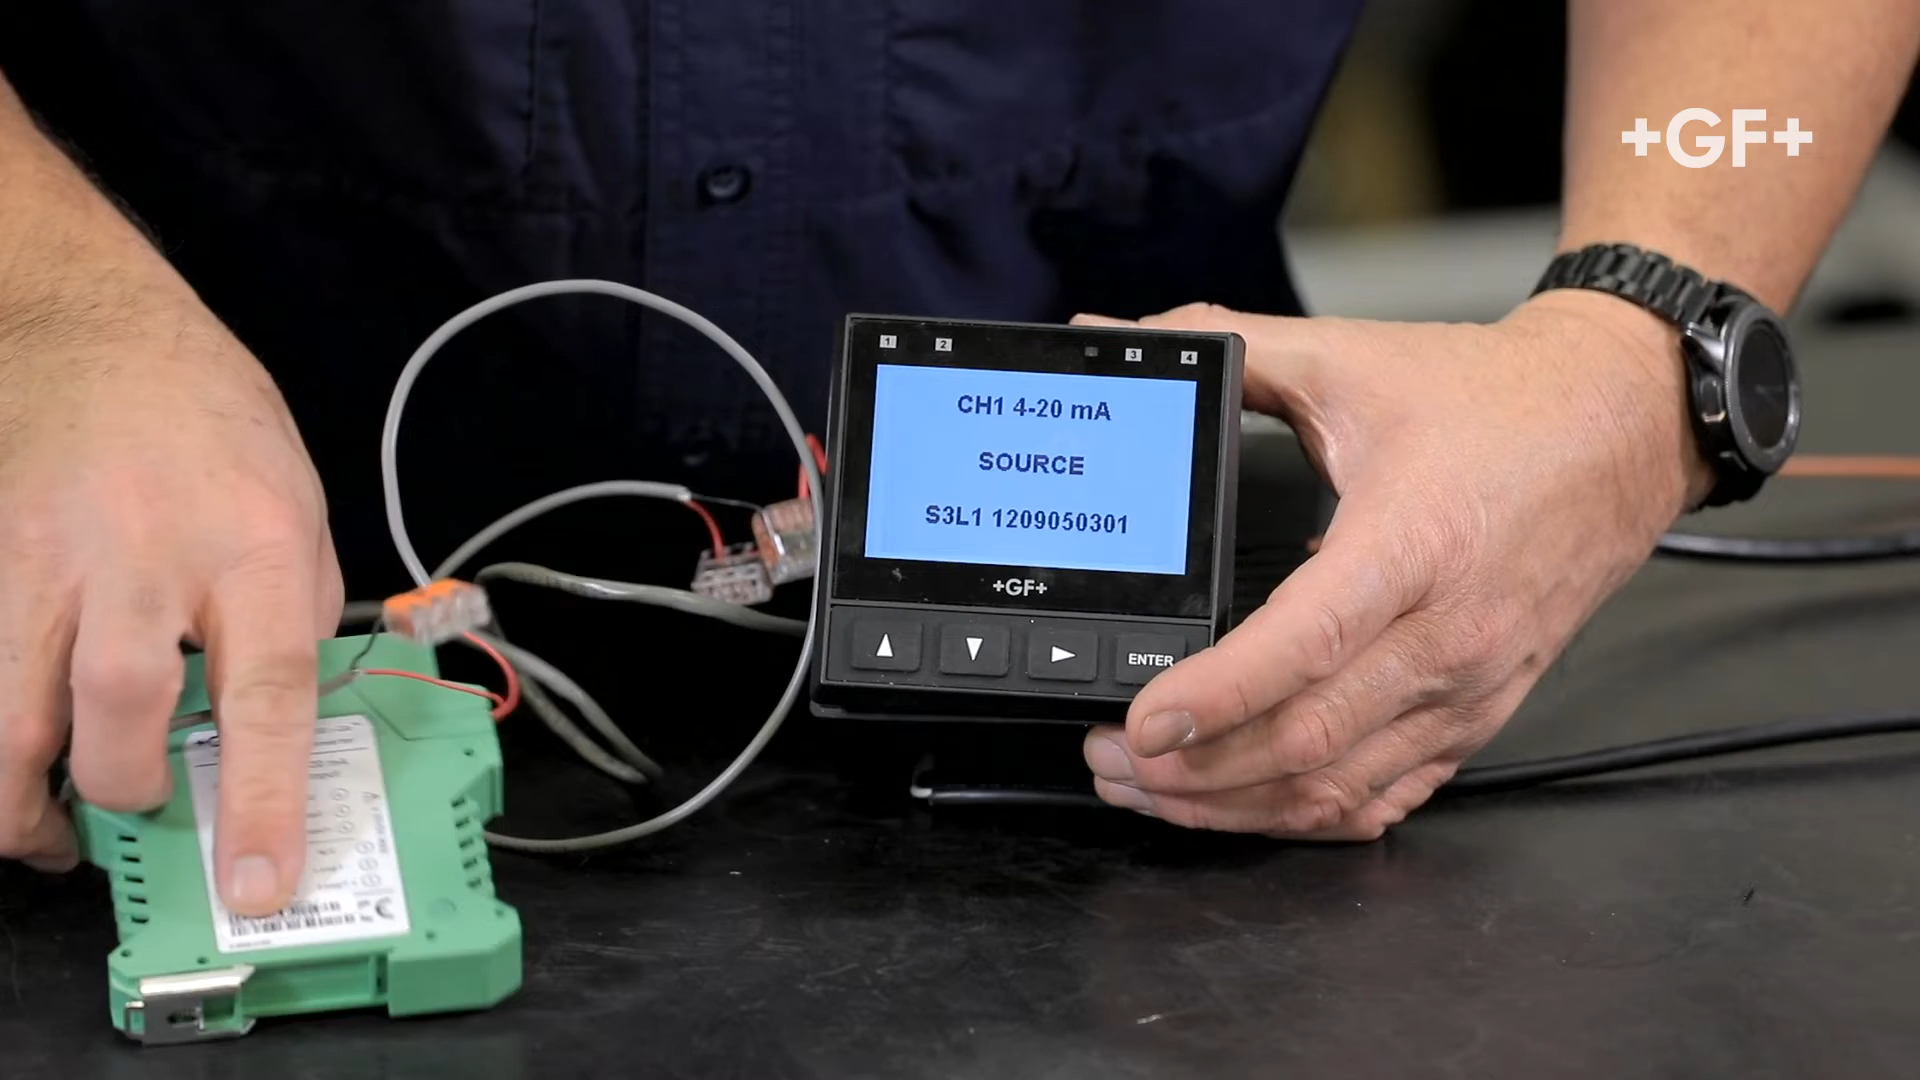 +GF+
1 2 3 4
CH1 4-20 mA
SOURCE
S3L1 1209050301
+GF+
ENTER